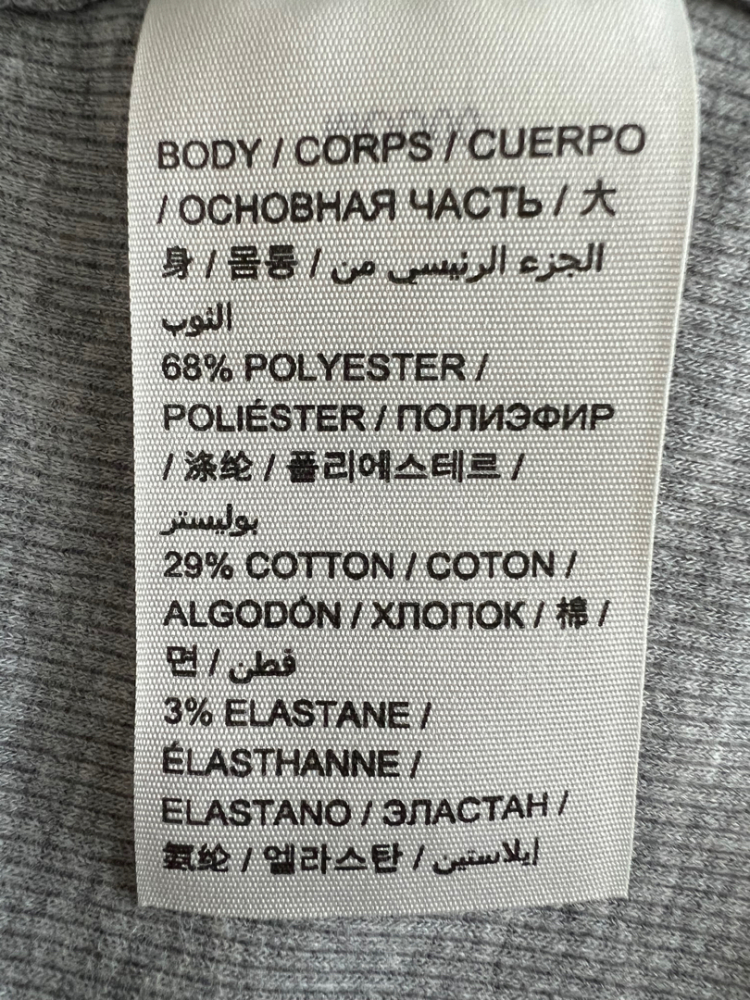 BODY / CORPS / CUERPO
/ ОСНОВНАЯ ЧАСТЬ / 大
身 / 몸통 / الجزء الرئيسي من
الثوب
68% POLYESTER /
POLIÉSTER / ПОЛИЭФИР
/ 涤纶 / 폴리에스테르 /
بوليستر
29% COTTON / COTON /
ALGODÓN / ХЛОПОК / 棉 /
면 / قطن
3% ELASTANE /
ÉLASTHANNE /
ELASTANO / ЭЛАСТАН /
氨纶 / 엘라스탄 / ايلاستين